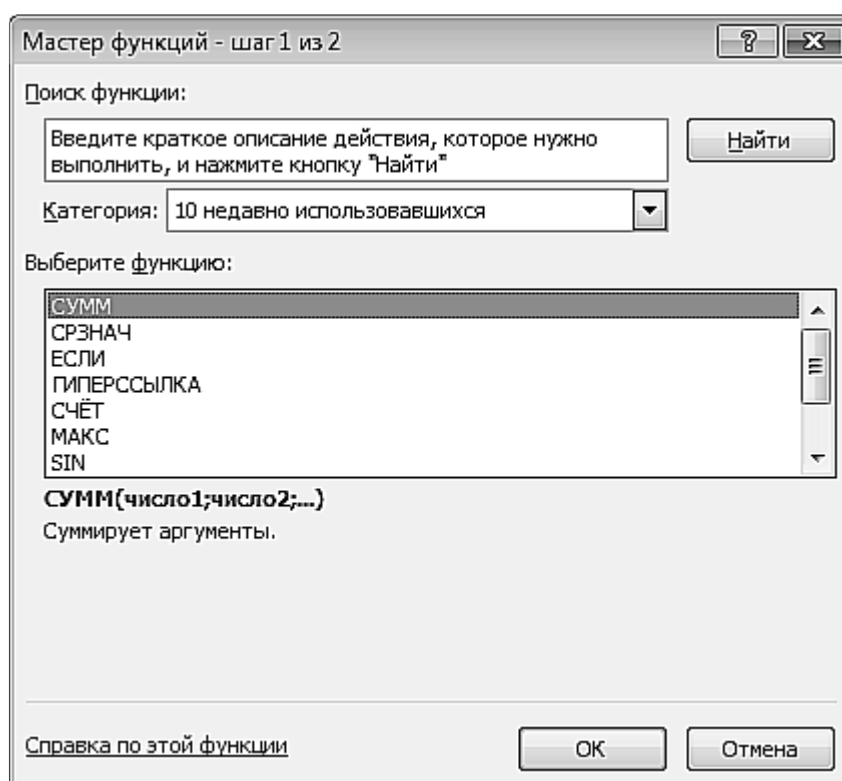 Мастер функций - шаг 1 из 2
Поиск функции:
Введите краткое описание действия, которое нужно
выполнить, и нажмите кнопку "Найти"
Найти
Категория: 10 недавно использовавшихся
Выберите функцию:
СУММ
СРЗНАЧ
ЕСЛИ
ГИПЕРССЫЛКА
СЧЁТ
МАКС
SIN
СУММ(число1;число2;...)
Суммирует аргументы.
Справка по этой функции
ОК
Отмена